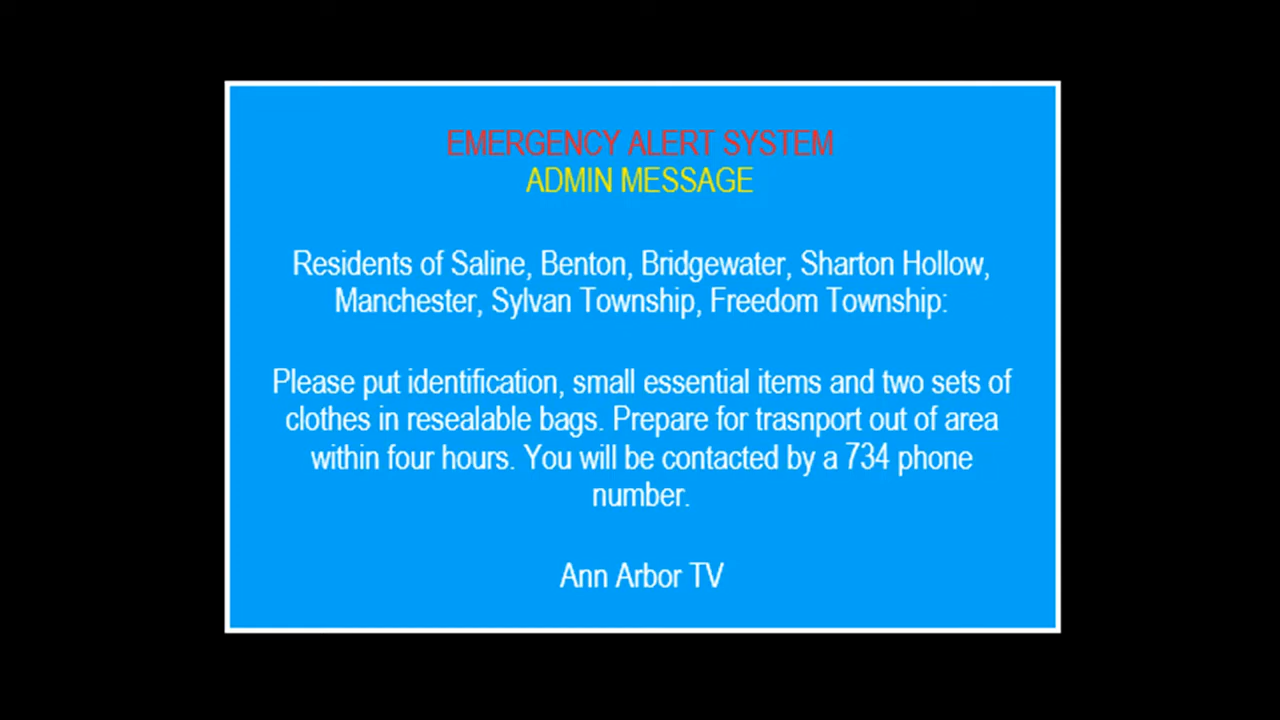 EMERGENCY ALERT SYSTEM
ADMIN MESSAGE
Residents of Saline, Benton, Bridgewater, Sharton Hollow,
Manchester, Sylvan Township, Freedom Township:
Please put identification, small essential items and two sets of
clothes in resealable bags. Prepare for trasnport out of area
within four hours. You will be contacted by a 734 phone
number.
Ann Arbor TV